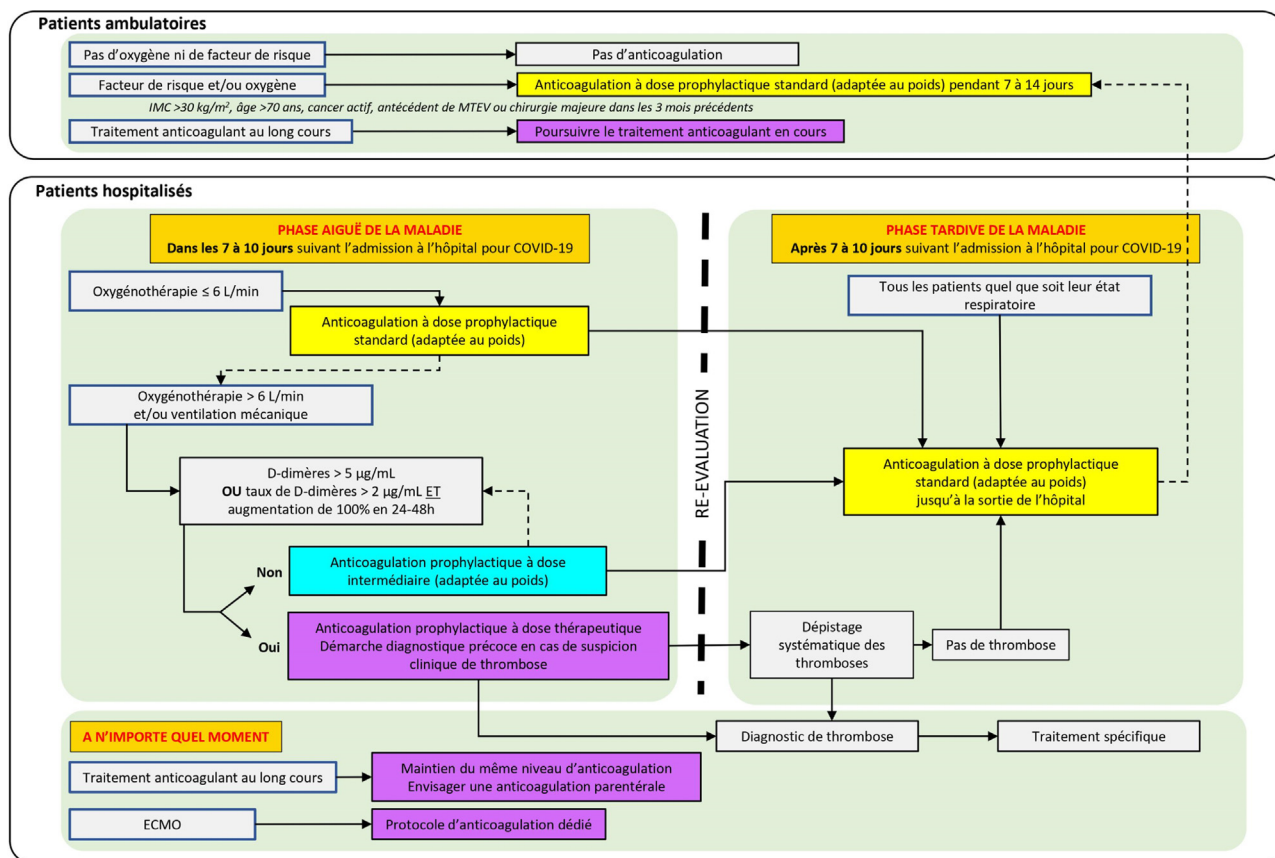 Patients ambulatoires
Pas d’oxygène ni de facteur de risque
Pas d’anticoagulation
Facteur de risque et/ou oxygène
Anticoagulation à dose prophylactique standard (adaptée au poids) pendant 7 à 14 jours
IMC >30 kg/m², âge >70 ans, cancer actif, antécédent de MTEV ou chirurgie majeure dans les 3 mois précédents
Traitement anticoagulant au long cours
Poursuivre le traitement anticoagulant en cours
Patients hospitalisés
PHASE AIGUË DE LA MALADIE
Dans les 7 à 10 jours suivant l’admission à l’hôpital pour COVID-19
Oxygénothérapie ≤ 6 L/min
Anticoagulation à dose prophylactique
standard (adaptée au poids)
Oxygénothérapie > 6 L/min
et/ou ventilation mécanique
D-dimères > 5 µg/mL
OU taux de D-dimères > 2 µg/mL ET
augmentation de 100% en 24-48h
Non
Anticoagulation prophylactique à dose
intermédiaire (adaptée au poids)
Oui
Anticoagulation prophylactique à dose thérapeutique
Démarche diagnostique précoce en cas de suspicion
clinique de thrombose
RE-EVALUATION
PHASE TARDIVE DE LA MALADIE
Après 7 à 10 jours suivant l’admission à l’hôpital pour COVID-19
Tous les patients quel que soit leur état
respiratoire
Anticoagulation à dose prophylactique
standard (adaptée au poids)
jusqu’à la sortie de l’hôpital
Dépistage
systématique des
thromboses
Pas de thrombose
A N’IMPORTE QUEL MOMENT
Diagnostic de thrombose
Traitement spécifique
Traitement anticoagulant au long cours
Maintien du même niveau d’anticoagulation
Envisager une anticoagulation parentérale
ECMO
Protocole d’anticoagulation dédié